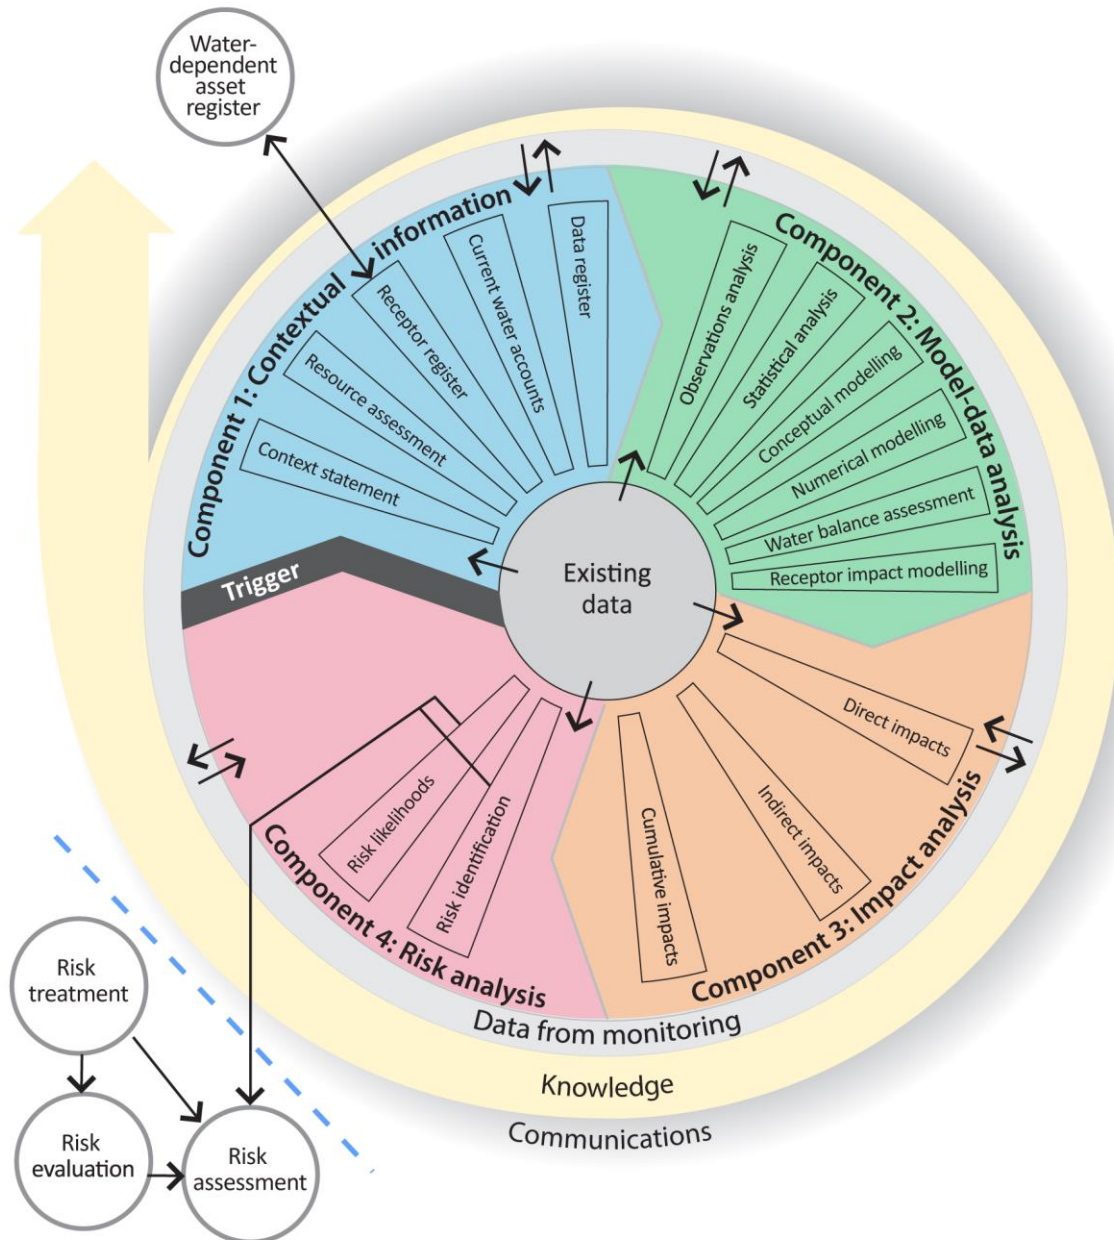 Water-
dependent
asset
register
Component 1: Contextual information
Data register
Current water accounts
Receptor register
Resource assessment
Context statement
Component 2: Model-data analysis
Observations analysis
Statistical analysis
Conceptual modelling
Numerical modelling
Water balance assessment
Receptor impact modelling
Trigger
Existing
data
Direct impacts
Indirect impacts
Cumulative impacts
Component 3: Impact analysis
Risk likelihoods
Risk identification
Component 4: Risk analysis
Data from monitoring
Knowledge
Communications
Risk
treatment
Risk
evaluation
Risk
assessment